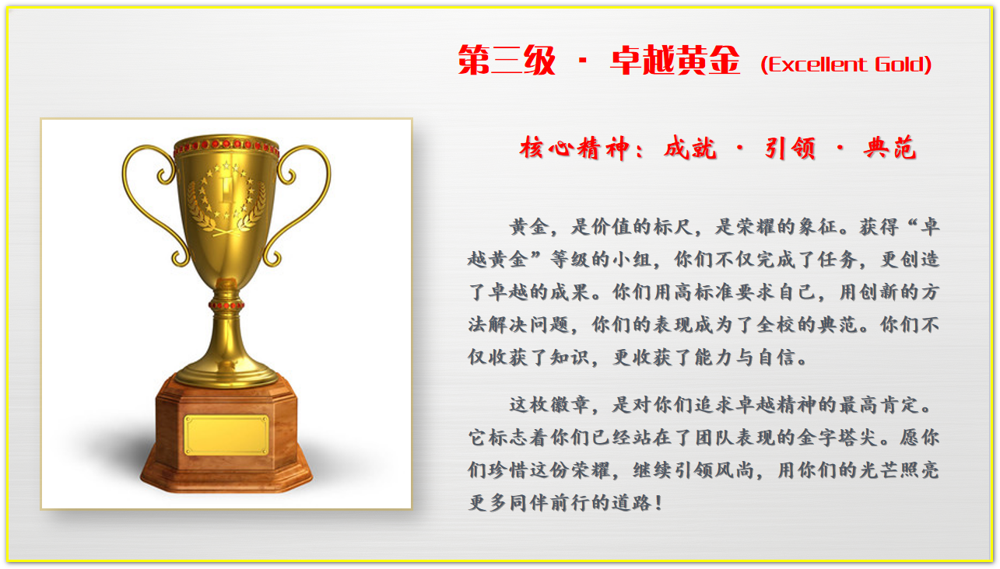 第三级 · 卓越黄金 (Excellent Gold)
核心精神：成就 · 引领 · 典范
黄金，是价值的标尺，是荣耀的象征。获得“卓
越黄金”等级的小组，你们不仅完成了任务，更创造
了卓越的成果。你们用高标准要求自己，用创新的方
法解决问题，你们的表现成为了全校的典范。你们不
仅收获了知识，更收获了能力与自信。
这枚徽章，是对你们追求卓越精神的最高肯定。
它标志着你们已经站在了团队表现的金字塔尖。愿你
们珍惜这份荣耀，继续引领风尚，用你们的光芒照亮
更多同伴前行的道路！